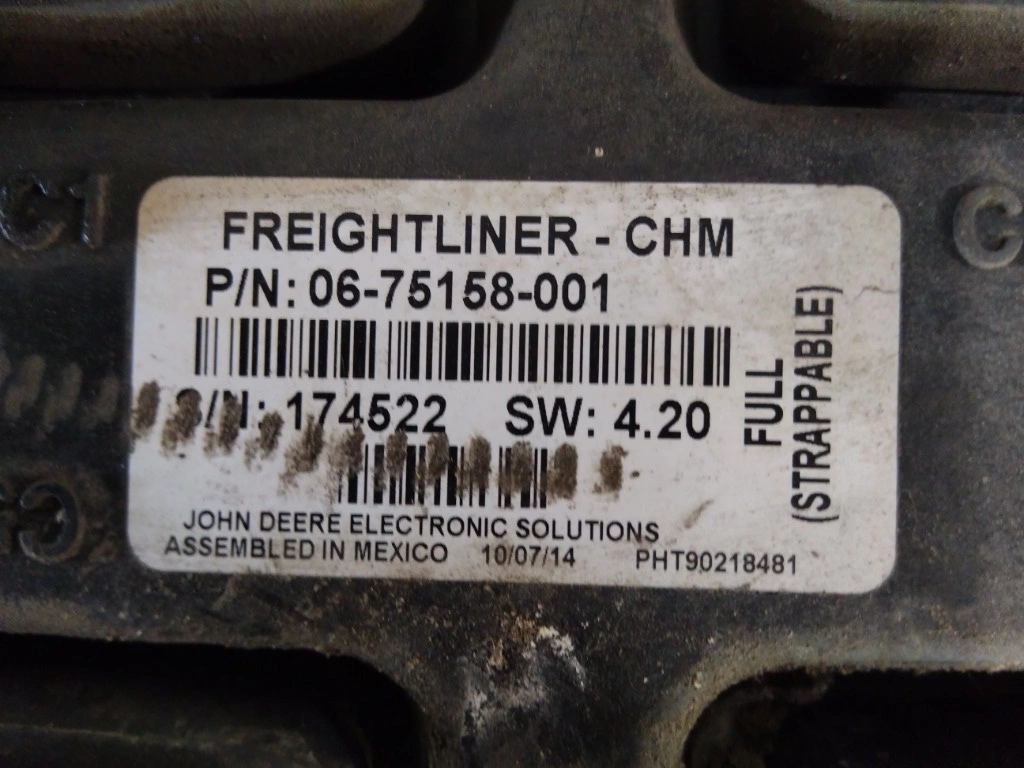 C1
FREIGHTLINER - CHM
P/N: 06-75158-001
S/N: 174522 SW: 4.20
FULL
(STRAPPABLE)
JOHN DEERE ELECTRONIC SOLUTIONS
ASSEMBLED IN MEXICO 10/07/14 PHT90218481